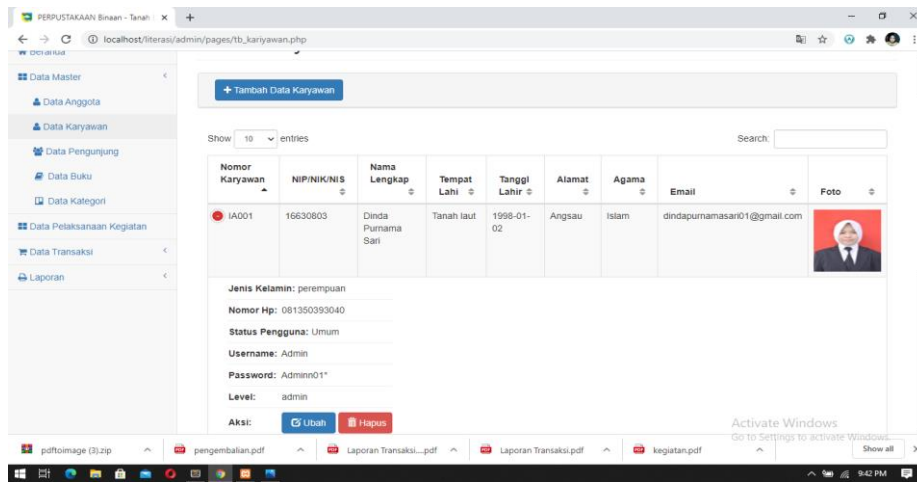 PERPUSTAKAAN Binaan - Tanah
localhost/literasi/admin/pages/tb_kariyawan.php
Beranda
Data Master
Data Anggota
Data Karyawan
Data Pengunjung
Data Buku
Data Kategori
Data Pelaksanaan Kegiatan
Data Transaksi
Laporan
+ Tambah Data Karyawan
Show 10 entries
Search:
Nomor Karyawan NIP/NIK/NIS Nama Lengkap Tempat Lahi Tanggl Lahir Alamat Agama Email Foto
IA001 16630803 Dinda Purnama Sari Tanah laut 1998-01-02 Angsau Islam dindapurnamasari01@gmail.com
Jenis Kelamin: perempuan
Nomor Hp: 081350393040
Status Pengguna: Umum
Username: Admin
Password: Adminn01*
Level: admin
Aksi: Ubah Hapus
Activate Windows
Go to Settings to activate Windows.
pdftoimage (3).zip pengembalian.pdf Laporan Transaksi....pdf Laporan Transaksi.pdf kegiatan.pdf Show all
9:42 PM